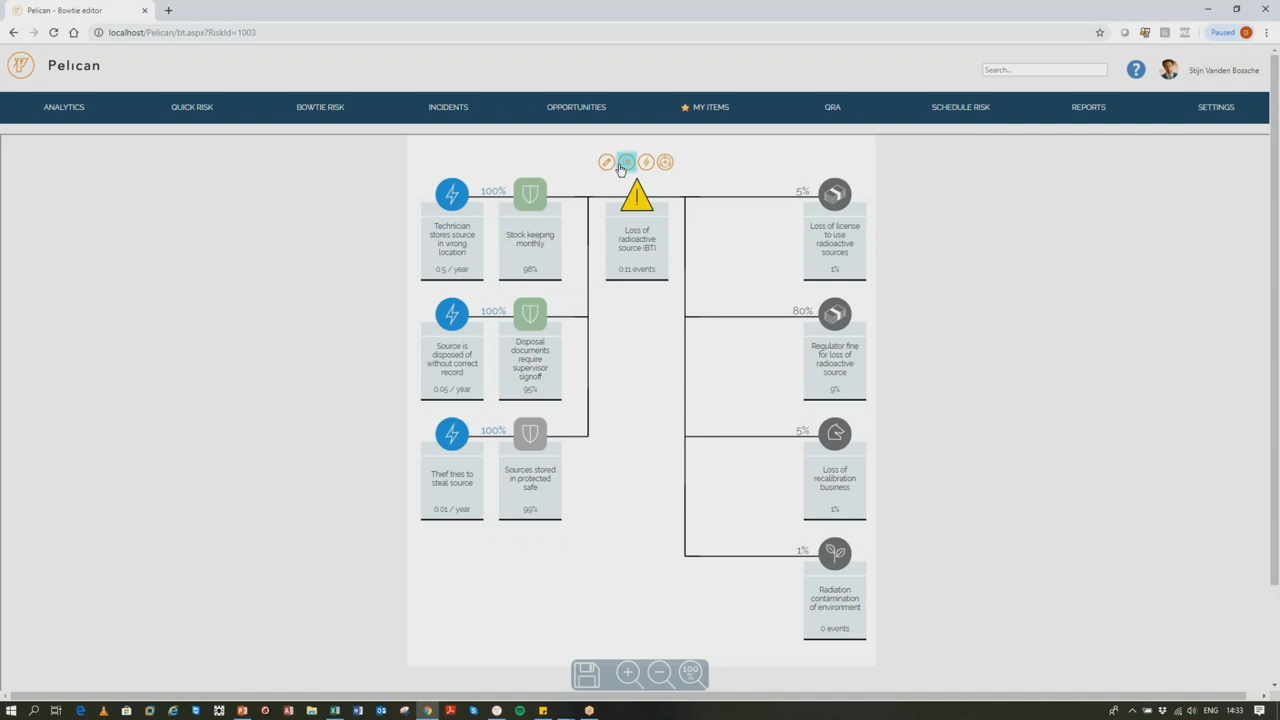 Pelican - Bowtie editor
localhost/Pelican/bt.aspx?RiskId=1003
Paused
D
Pelican
Search...
?
Stijn Vanden Bossche
ANALYTICS
QUICK RISK
BOWTIE RISK
INCIDENTS
OPPORTUNITIES
MY ITEMS
QRA
SCHEDULE RISK
REPORTS
SETTINGS
100%
5%
Technician
stores source
in wrong
location
0.5 / year
Stock keeping
monthly
98%
Loss of
radioactive
source (BT)
0.11 events
Loss of license
to use
radioactive
sources
1%
100%
80%
Source is
disposed of
without correct
record
0.05 / year
Disposal
documents
require
supervisor
signoff
95%
Regulator fine
for loss of
radioactive
source
9%
100%
5%
Thief tries to
steal source
0.01 / year
Sources stored
in protected
safe
99%
Loss of
recalibration
business
1%
1%
Radiation
contamination
of environment
0 events
100
%
14:33